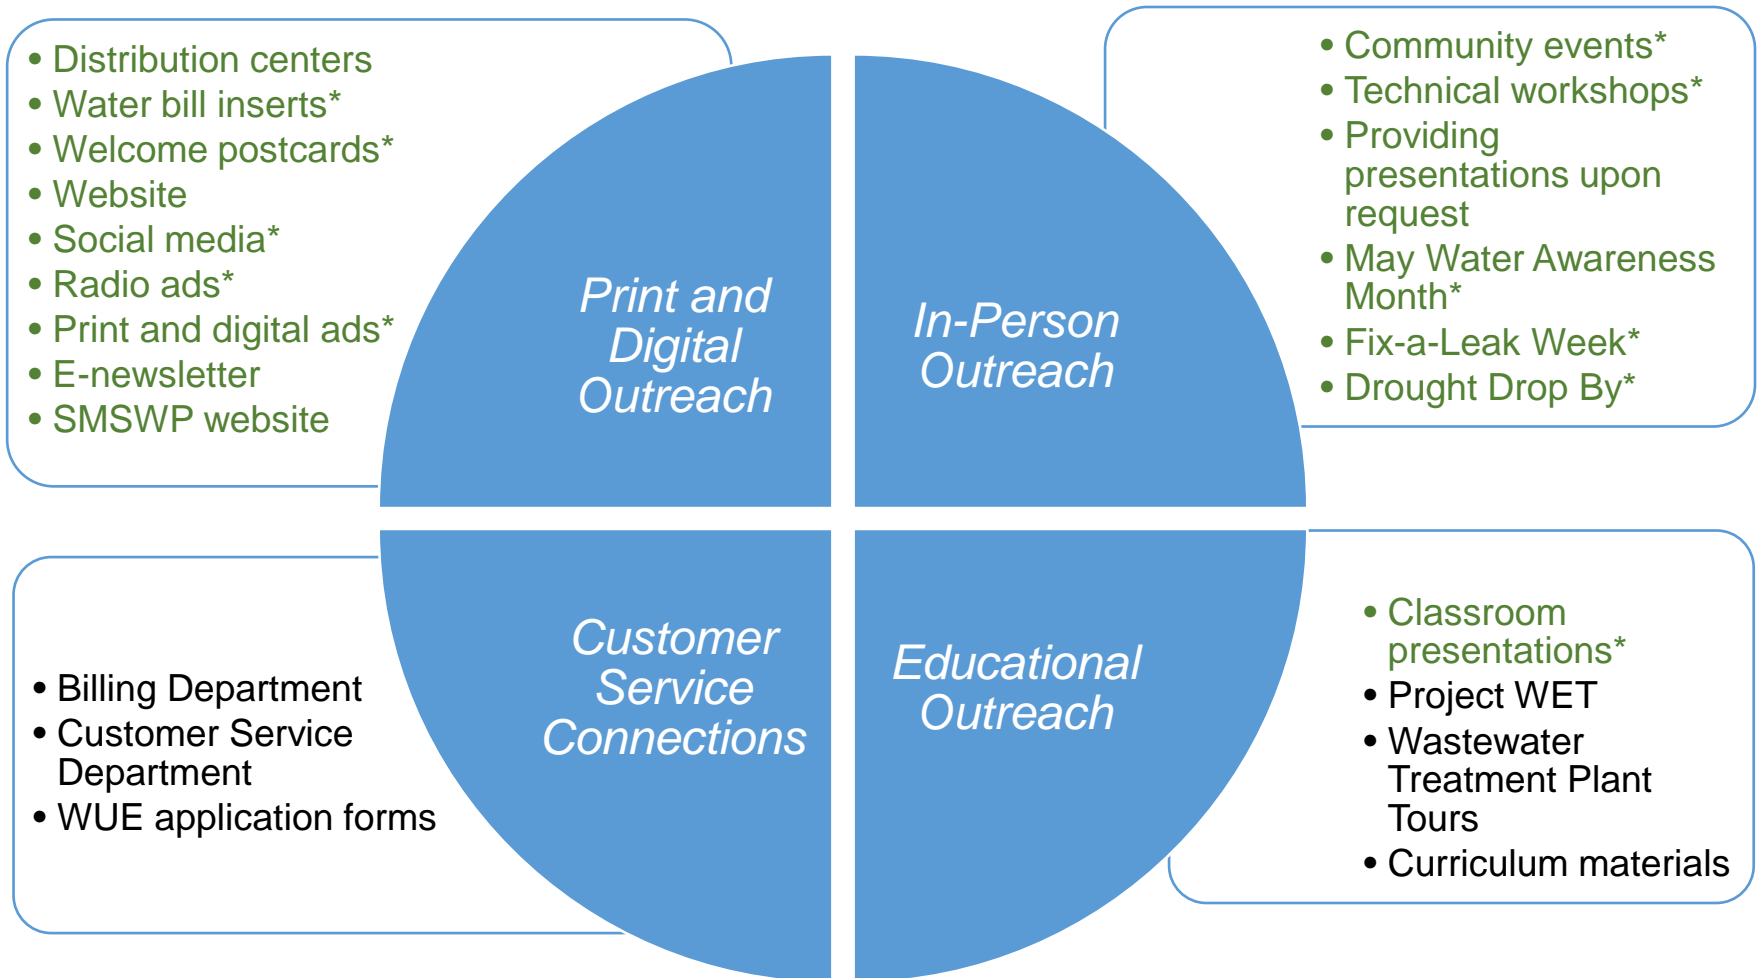 • Distribution centers
• Water bill inserts*
• Welcome postcards*
• Website
• Social media*
• Radio ads*
• Print and digital ads*
• E-newsletter
• SMSWP website
Print and
Digital
Outreach
In-Person
Outreach
• Community events*
• Technical workshops*
• Providing
presentations upon
request
• May Water Awareness
Month*
• Fix-a-Leak Week*
• Drought Drop By*
• Billing Department
• Customer Service
Department
• WUE application forms
Customer
Service
Connections
Educational
Outreach
• Classroom
presentations*
• Project WET
• Wastewater
Treatment Plant
Tours
• Curriculum materials